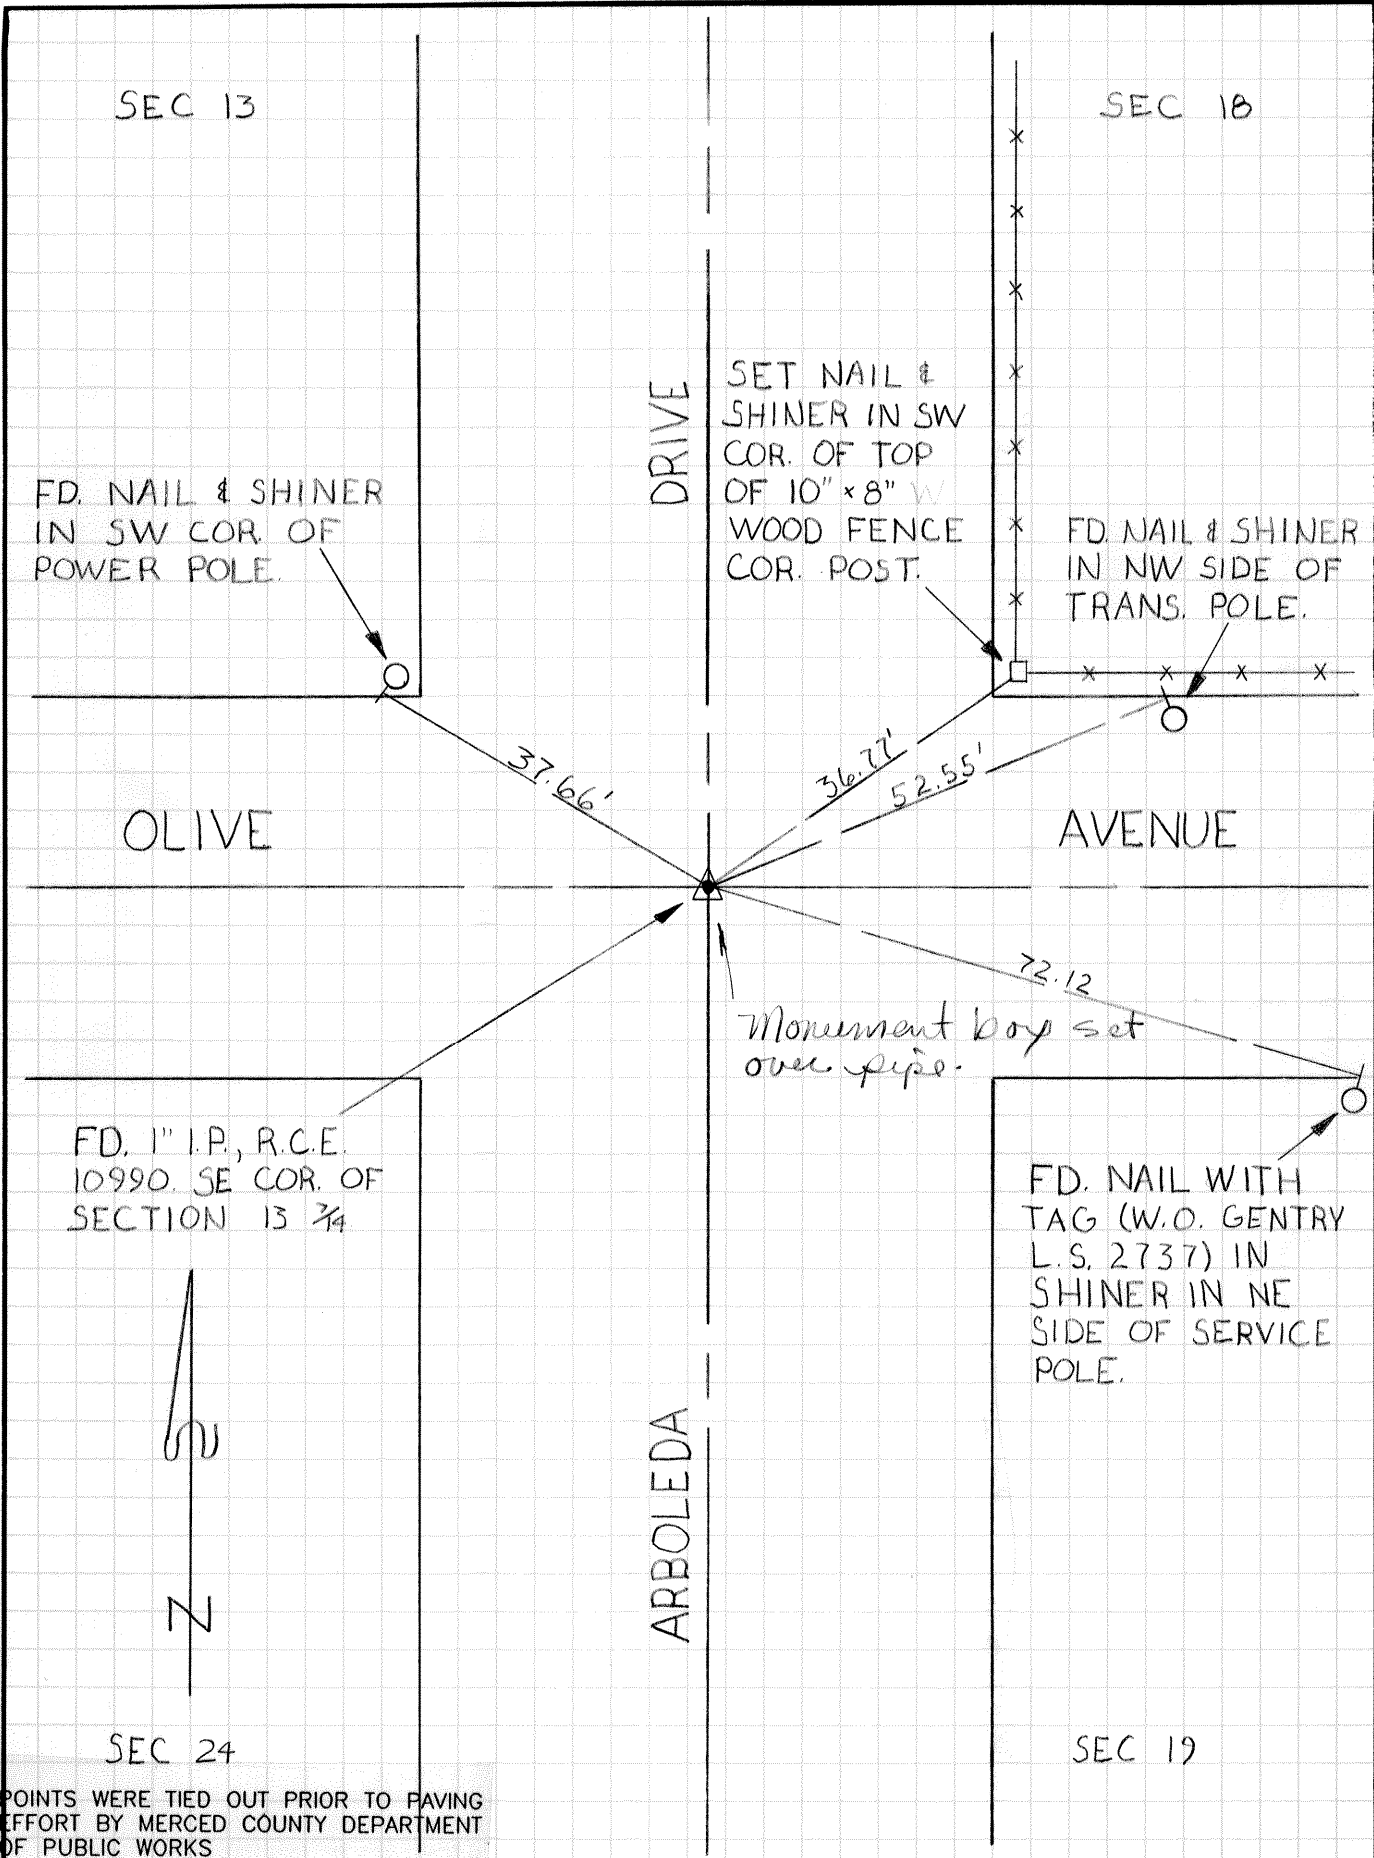 SEC 13
SEC 18
DRIVE
SET NAIL &
SHINER IN SW
COR. OF TOP
OF 10" x 8" W
WOOD FENCE
COR. POST.
FD. NAIL & SHINER
IN SW COR. OF
POWER POLE.
FD. NAIL & SHINER
IN NW SIDE OF
TRANS. POLE.
37.66'
36.77'
52.55'
OLIVE
AVENUE
72.12
Monument box set
over pipe.
FD. 1" I.P., R.C.E.
10990. SE COR. OF
SECTION 13 7/14
FD. NAIL WITH
TAG (W.O. GENTRY
L.S. 2737) IN
SHINER IN NE
SIDE OF SERVICE
POLE.
N
ARBOLEDA
SEC 24
SEC 19
POINTS WERE TIED OUT PRIOR TO PAVING
EFFORT BY MERCED COUNTY DEPARTMENT
OF PUBLIC WORKS